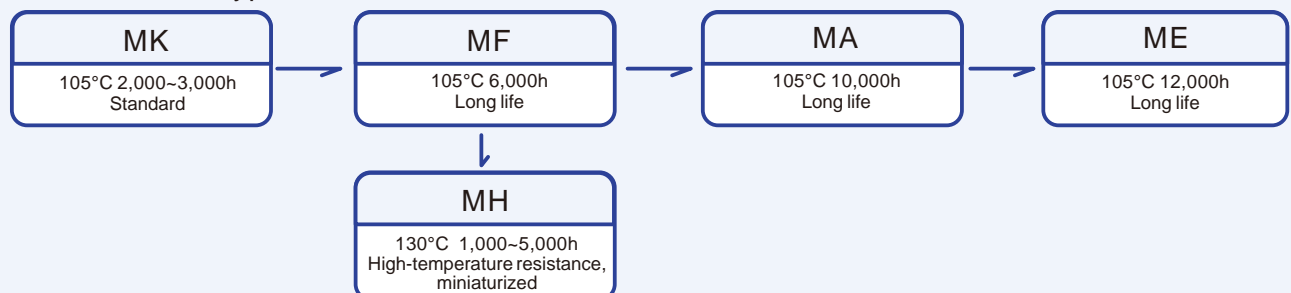 MK
105°C 2,000~3,000h
Standard
MF
105°C 6,000h
Long life
MA
105°C 10,000h
Long life
ME
105°C 12,000h
Long life
MH
130°C 1,000~5,000h
High-temperature resistance,
miniaturized